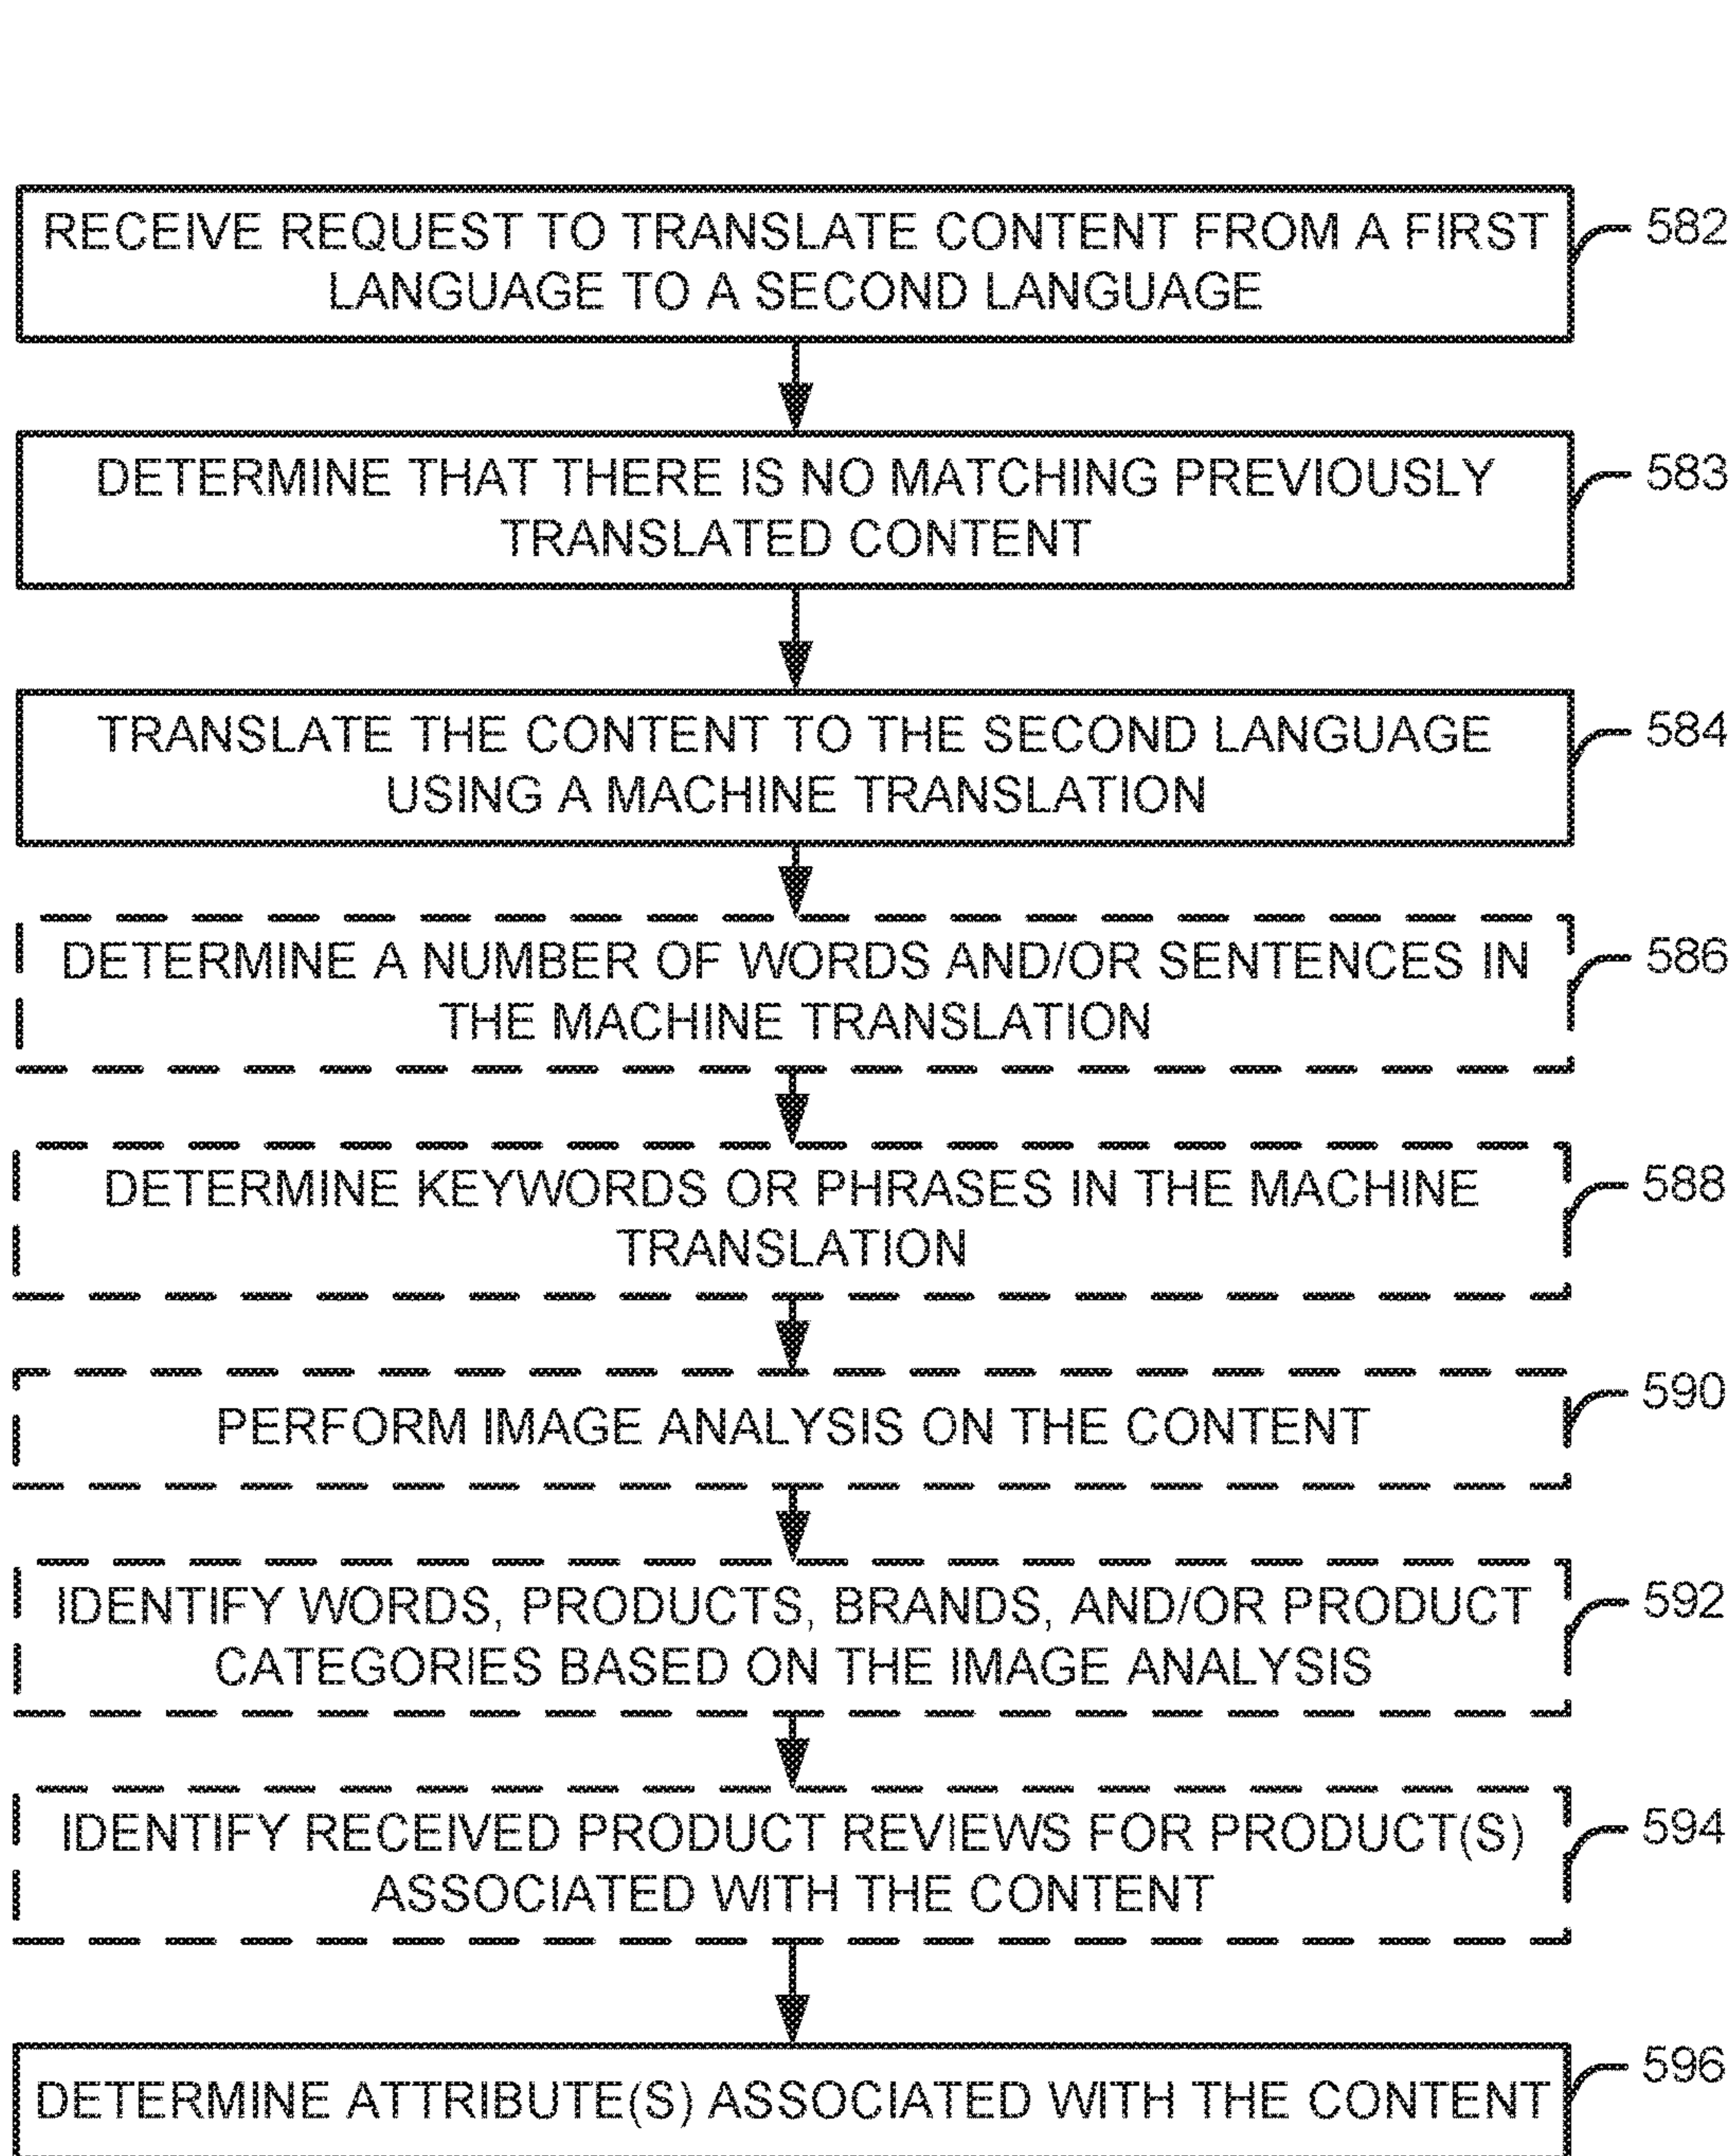 RECEIVE REQUEST TO TRANSLATE CONTENT FROM A FIRST
LANGUAGE TO A SECOND LANGUAGE
582
DETERMINE THAT THERE IS NO MATCHING PREVIOUSLY
TRANSLATED CONTENT
583
TRANSLATE THE CONTENT TO THE SECOND LANGUAGE
USING A MACHINE TRANSLATION
584
DETERMINE A NUMBER OF WORDS AND/OR SENTENCES IN
THE MACHINE TRANSLATION
586
DETERMINE KEYWORDS OR PHRASES IN THE MACHINE
TRANSLATION
588
PERFORM IMAGE ANALYSIS ON THE CONTENT
590
IDENTIFY WORDS, PRODUCTS, BRANDS, AND/OR PRODUCT
CATEGORIES BASED ON THE IMAGE ANALYSIS
592
IDENTIFY RECEIVED PRODUCT REVIEWS FOR PRODUCT(S)
ASSOCIATED WITH THE CONTENT
594
DETERMINE ATTRIBUTE(S) ASSOCIATED WITH THE CONTENT
596